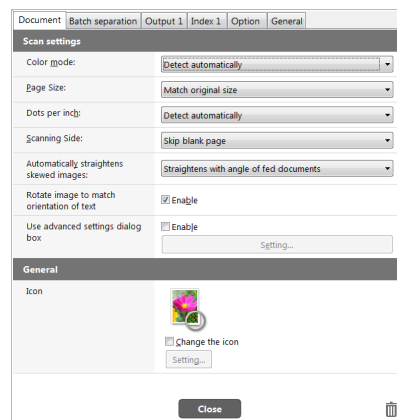 Document Batch separation Output 1 Index 1 Option General
Scan settings
Color mode: Detect automatically
Page Size: Match original size
Dots per inch: Detect automatically
Scanning Side: Skip blank page
Automatically straightens
skewed images: Straightens with angle of fed documents
Rotate image to match
orientation of text Enable
Use advanced settings dialog
box Enable
Setting...
General
Icon
Change the icon
Setting...
Close